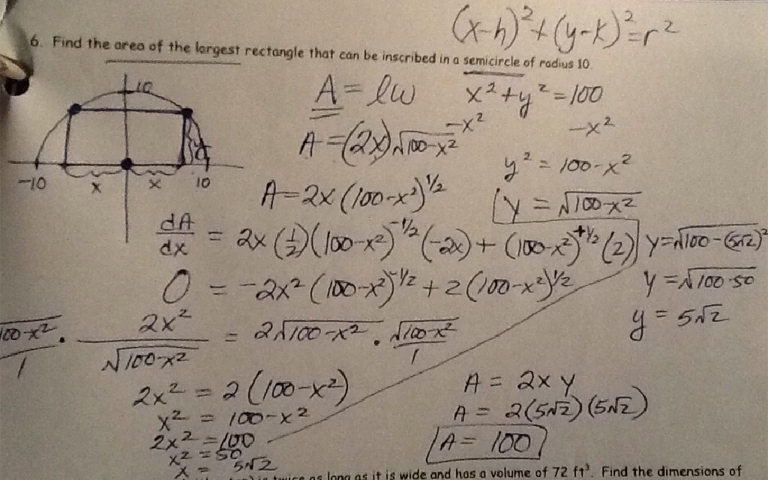 (x-h)²+(y-k)²=r²
6. Find the area of the largest rectangle that can be inscribed in a semicircle of radius 10.
10
A = lw
x²+y²=100
-x² -x²
A=(2x)√100-x²
y² = 100-x²
-10 x x 10
y
A=2x(100-x²)^1/2
y = √100-x²
dA/dx = 2x(1/2)(100-x²)^-1/2(-2x)+(100-x²)^+1/2(2)
y=√100-(5√2)²
0 = -2x²(100-x²)^-1/2+2(100-x²)^1/2
y=√100-50
y = 5√2
00-x²/1 · 2x²/√100-x² = 2√100-x² · √100-x²/1
2x² = 2(100-x²)
x² = 100-x²
2x² =100
x² =50
x = 5√2
A = 2xy
A = 2(5√2)(5√2)
A = 100
is twice as long as it is wide and has a volume of 72 ft³. Find the dimensions of